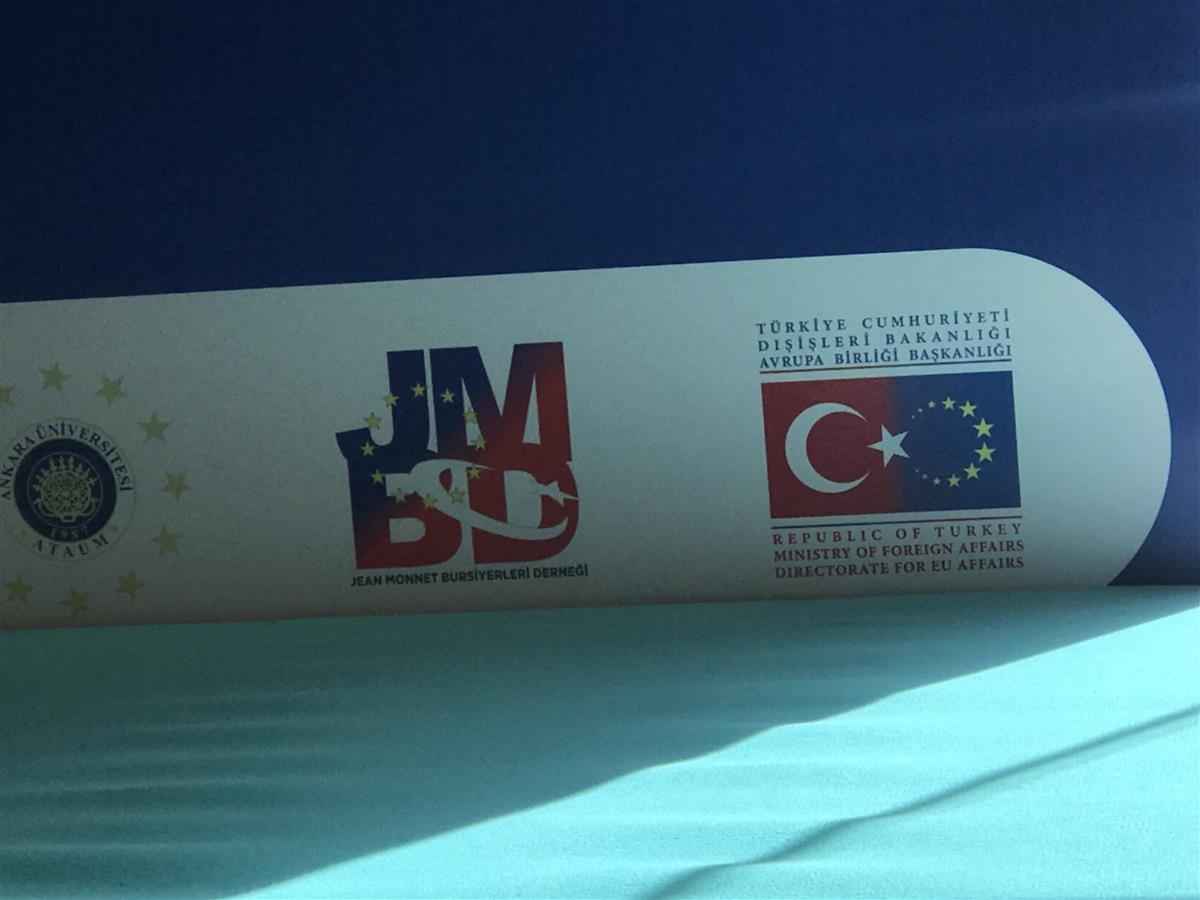 ANKARA ÜNİVERSİTESİ
1987
ATAUM
JM
BD
JEAN MONNET BURSİYERLERİ DERNEĞİ
TÜRKİYE CUMHURİYETİ
DIŞİŞLERİ BAKANLIĞI
AVRUPA BİRLİĞİ BAŞKANLIĞI
REPUBLIC OF TURKEY
MINISTRY OF FOREIGN AFFAIRS
DIRECTORATE FOR EU AFFAIRS